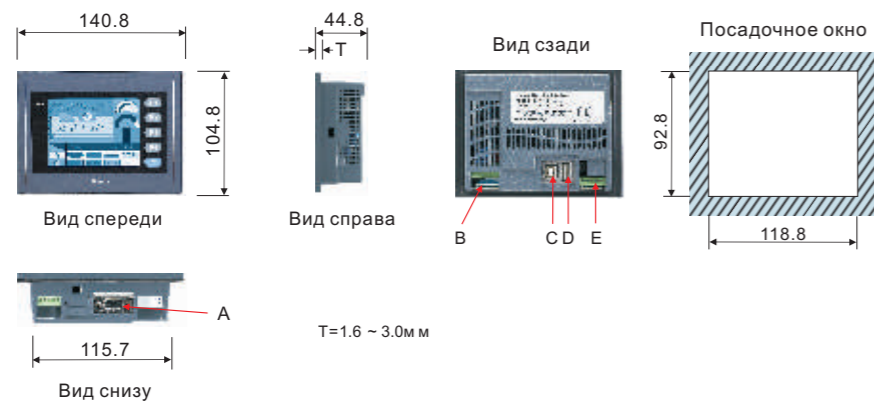 140.8
44.8
T
Вид сзади
Посадочное окно
104.8
92.8
Вид спереди
Вид справа
B
C D
E
118.8
A
T=1.6 ~ 3.0м м
115.7
Вид снизу